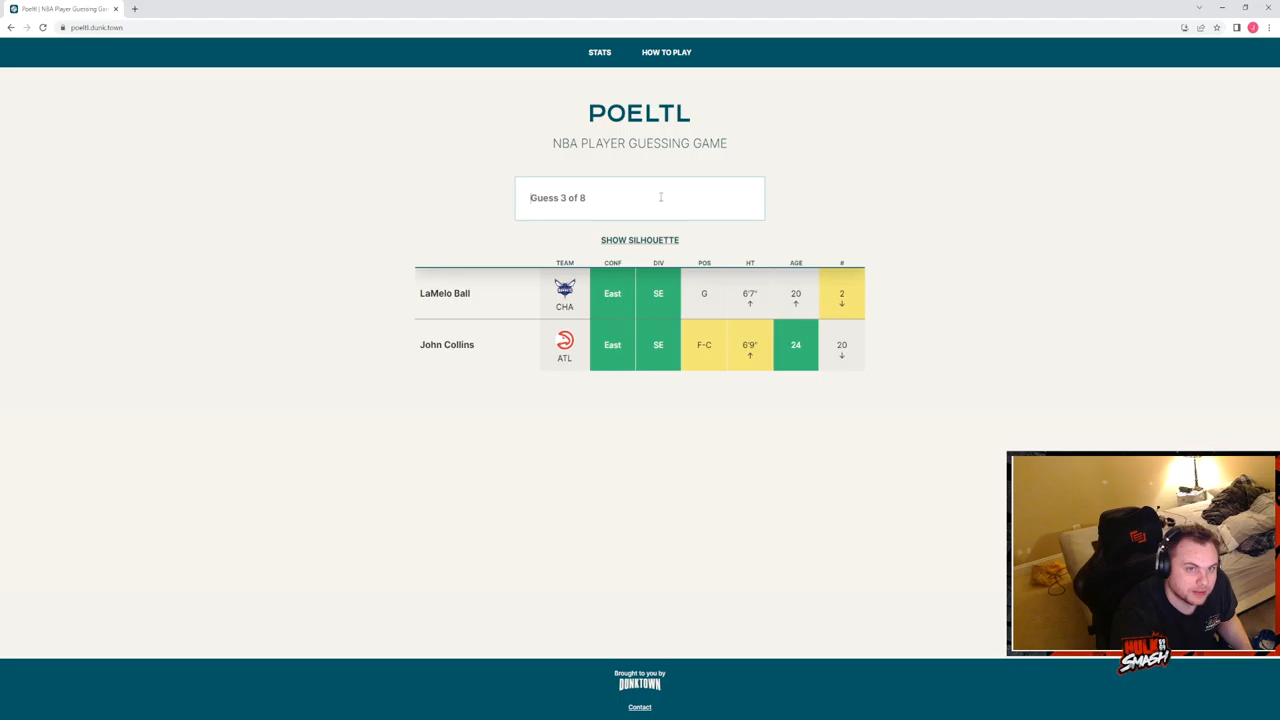 Poeltl | NBA Player Guessing Ga
poeltl.dunk.town
STATS HOW TO PLAY
POELTL
NBA PLAYER GUESSING GAME
Guess 3 of 8
SHOW SILHOUETTE
TEAM CONF DIV POS HT AGE #
LaMelo Ball CHA East SE G 6'7" ↑ 20 ↑ 2 ↓
John Collins ATL East SE F-C 6'9" ↑ 24 20 ↓
HULK
SMASH
Brought to you by
DUNKTOWN
Contact